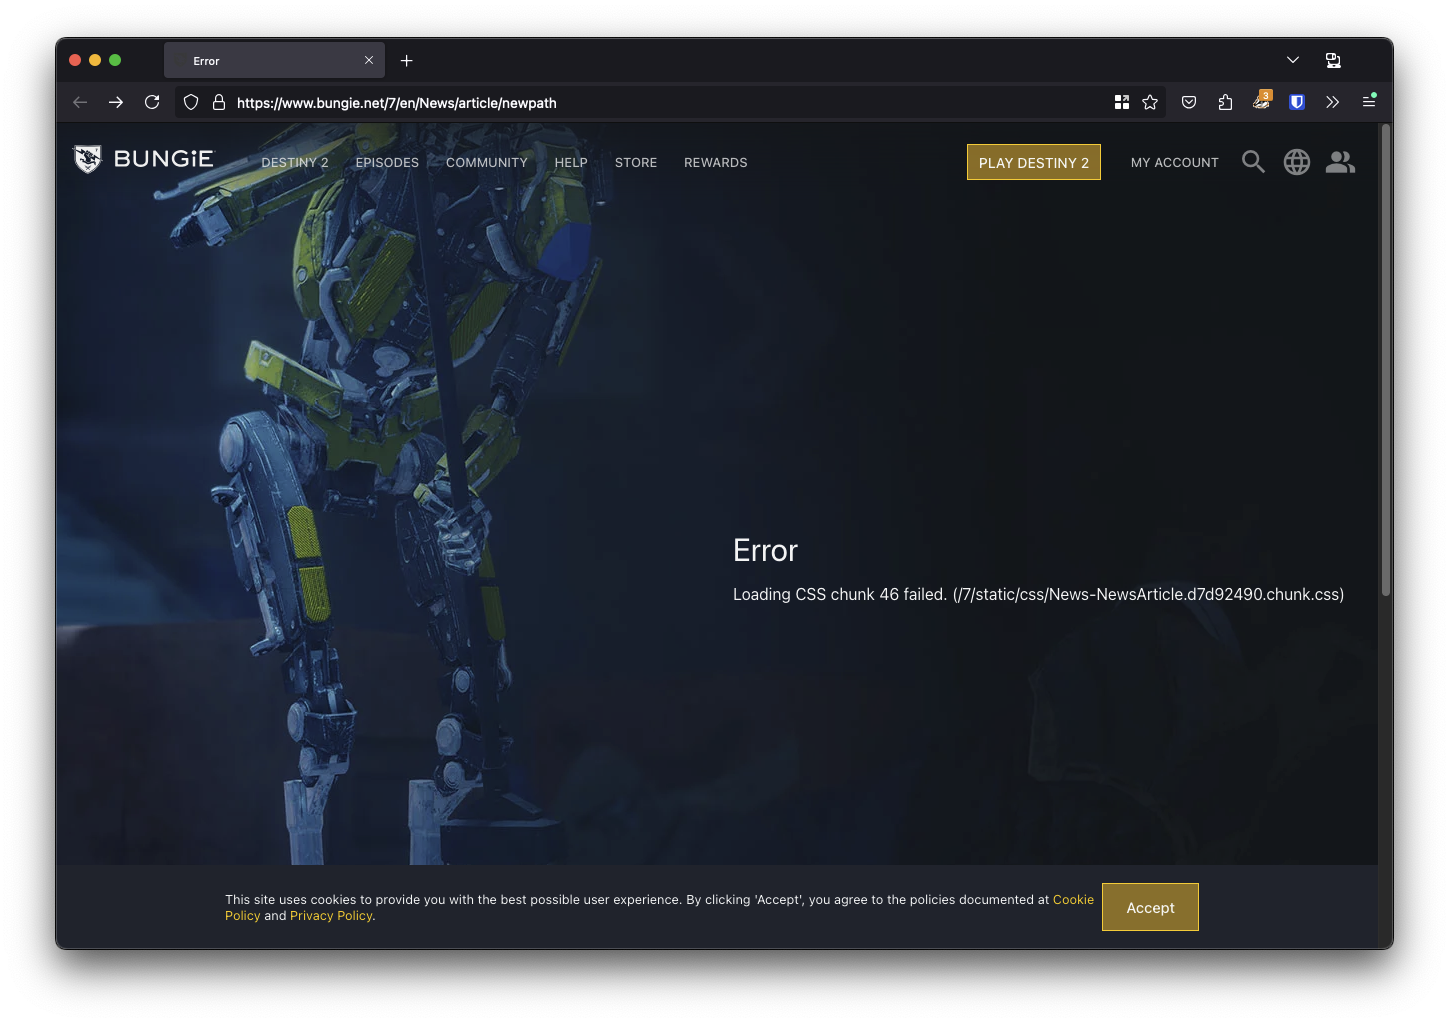 Error
https://www.bungie.net/7/en/News/article/newpath
3
BUNGiE
DESTINY 2 EPISODES COMMUNITY HELP STORE REWARDS
PLAY DESTINY 2
MY ACCOUNT
Error
Loading CSS chunk 46 failed. (/7/static/css/News-NewsArticle.d7d92490.chunk.css)
This site uses cookies to provide you with the best possible user experience. By clicking 'Accept', you agree to the policies documented at Cookie
Policy and Privacy Policy.
Accept